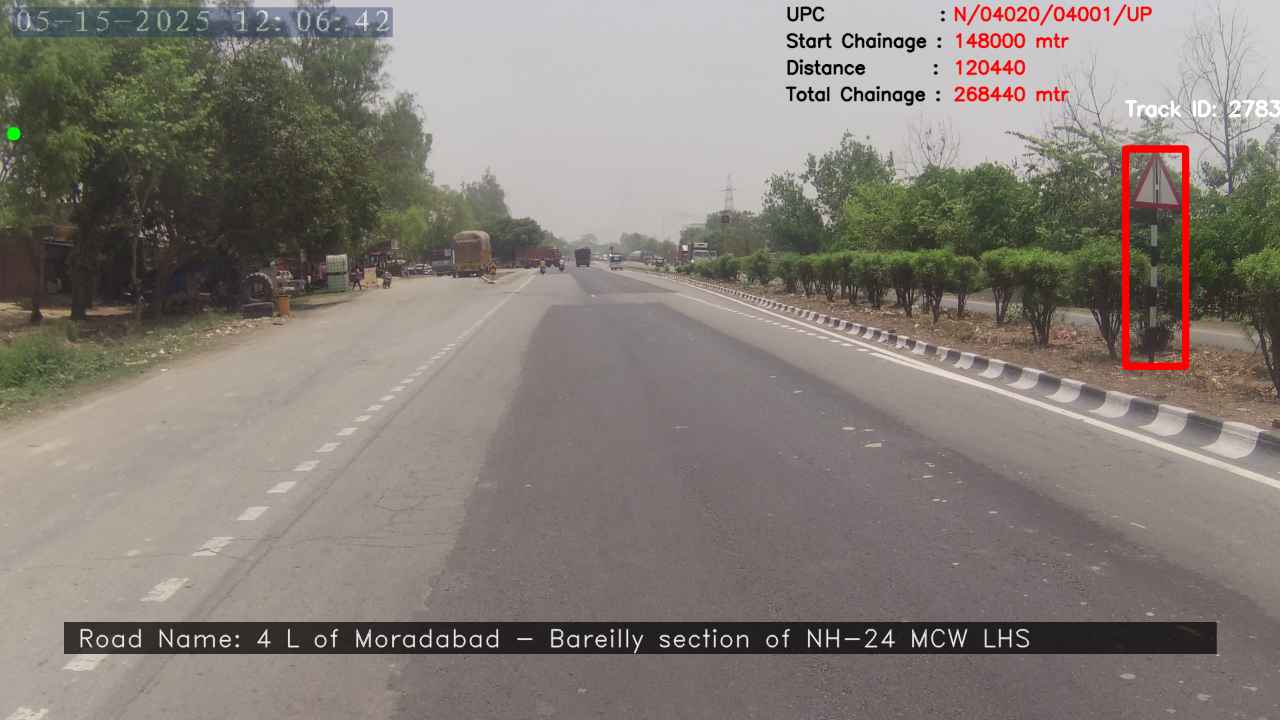 05-15-2025 12:06:42
UPC : N/04020/04001/UP
Start Chainage : 148000 mtr
Distance : 120440
Total Chainage : 268440 mtr
Track ID: 2783
Road Name: 4 L of Moradabad - Bareilly section of NH-24 MCW LHS